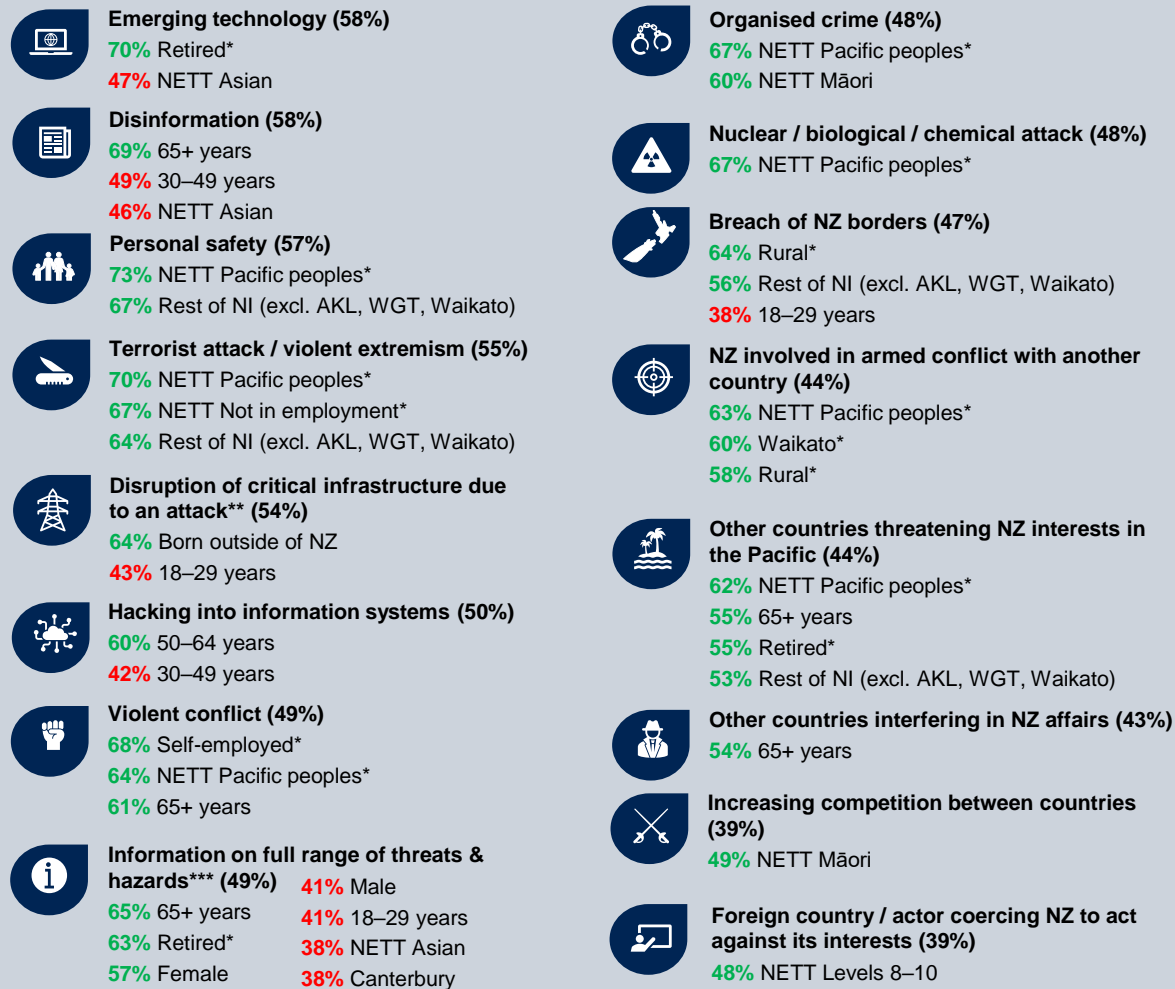 Emerging technology (58%)
70% Retired*
47% NETT Asian
Disinformation (58%)
69% 65+ years
49% 30–49 years
46% NETT Asian
Personal safety (57%)
73% NETT Pacific peoples*
67% Rest of NI (excl. AKL, WGT, Waikato)
Terrorist attack / violent extremism (55%)
70% NETT Pacific peoples*
67% NETT Not in employment*
64% Rest of NI (excl. AKL, WGT, Waikato)
Disruption of critical infrastructure due
to an attack** (54%)
64% Born outside of NZ
43% 18–29 years
Hacking into information systems (50%)
60% 50–64 years
42% 30–49 years
Violent conflict (49%)
68% Self-employed*
64% NETT Pacific peoples*
61% 65+ years
Information on full range of threats &
hazards*** (49%)
65% 65+ years
63% Retired*
57% Female
41% Male
41% 18–29 years
38% NETT Asian
38% Canterbury
Organised crime (48%)
67% NETT Pacific peoples*
60% NETT Māori
Nuclear / biological / chemical attack (48%)
67% NETT Pacific peoples*
Breach of NZ borders (47%)
64% Rural*
56% Rest of NI (excl. AKL, WGT, Waikato)
38% 18–29 years
NZ involved in armed conflict with another
country (44%)
63% NETT Pacific peoples*
60% Waikato*
58% Rural*
Other countries threatening NZ interests in
the Pacific (44%)
62% NETT Pacific peoples*
55% 65+ years
55% Retired*
53% Rest of NI (excl. AKL, WGT, Waikato)
Other countries interfering in NZ affairs (43%)
54% 65+ years
Increasing competition between countries
(39%)
49% NETT Māori
Foreign country / actor coercing NZ to act
against its interests (39%)
48% NETT Levels 8–10